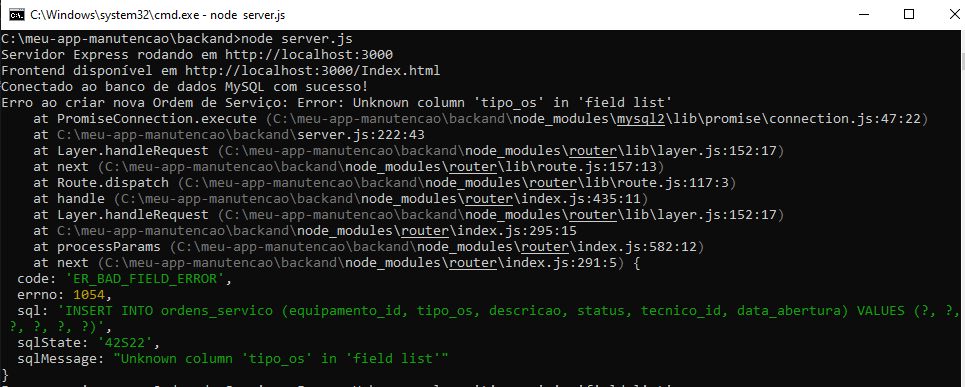 C:\Windows\system32\cmd.exe - node server.js
C:\meu-app-manutencao\backand>node server.js
Servidor Express rodando em http://localhost:3000
Frontend disponível em http://localhost:3000/Index.html
Conectado ao banco de dados MySQL com sucesso!
Erro ao criar nova Ordem de Serviço: Error: Unknown column 'tipo_os' in 'field list'
    at PromiseConnection.execute (C:\meu-app-manutencao\backand\node_modules\mysql2\lib\promise\connection.js:47:22)
    at C:\meu-app-manutencao\backand\server.js:222:43
    at Layer.handleRequest (C:\meu-app-manutencao\backand\node_modules\router\lib\layer.js:152:17)
    at next (C:\meu-app-manutencao\backand\node_modules\router\lib\route.js:157:13)
    at Route.dispatch (C:\meu-app-manutencao\backand\node_modules\router\lib\route.js:117:3)
    at handle (C:\meu-app-manutencao\backand\node_modules\router\index.js:435:11)
    at Layer.handleRequest (C:\meu-app-manutencao\backand\node_modules\router\lib\layer.js:152:17)
    at C:\meu-app-manutencao\backand\node_modules\router\index.js:295:15
    at processParams (C:\meu-app-manutencao\backand\node_modules\router\index.js:582:12)
    at next (C:\meu-app-manutencao\backand\node_modules\router\index.js:291:5) {
  code: 'ER_BAD_FIELD_ERROR',
  errno: 1054,
  sql: 'INSERT INTO ordens_servico (equipamento_id, tipo_os, descricao, status, tecnico_id, data_abertura) VALUES (?, ?,
 ?, ?, ?, ?)',
  sqlState: '42S22',
  sqlMessage: "Unknown column 'tipo_os' in 'field list'"
}